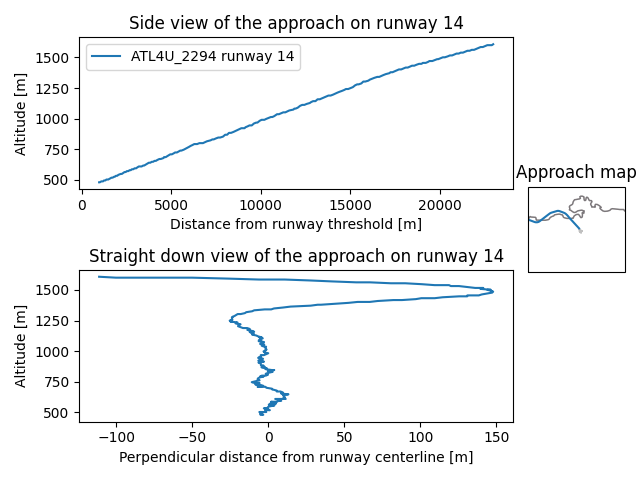 Side view of the approach on runway 14
ATL4U_2294 runway 14
Altitude [m]
1500
1250
1000
750
500
0
5000
10000
15000
20000
Distance from runway threshold [m]
Approach map
Straight down view of the approach on runway 14
Altitude [m]
1500
1250
1000
750
500
−100
−50
0
50
100
150
Perpendicular distance from runway centerline [m]